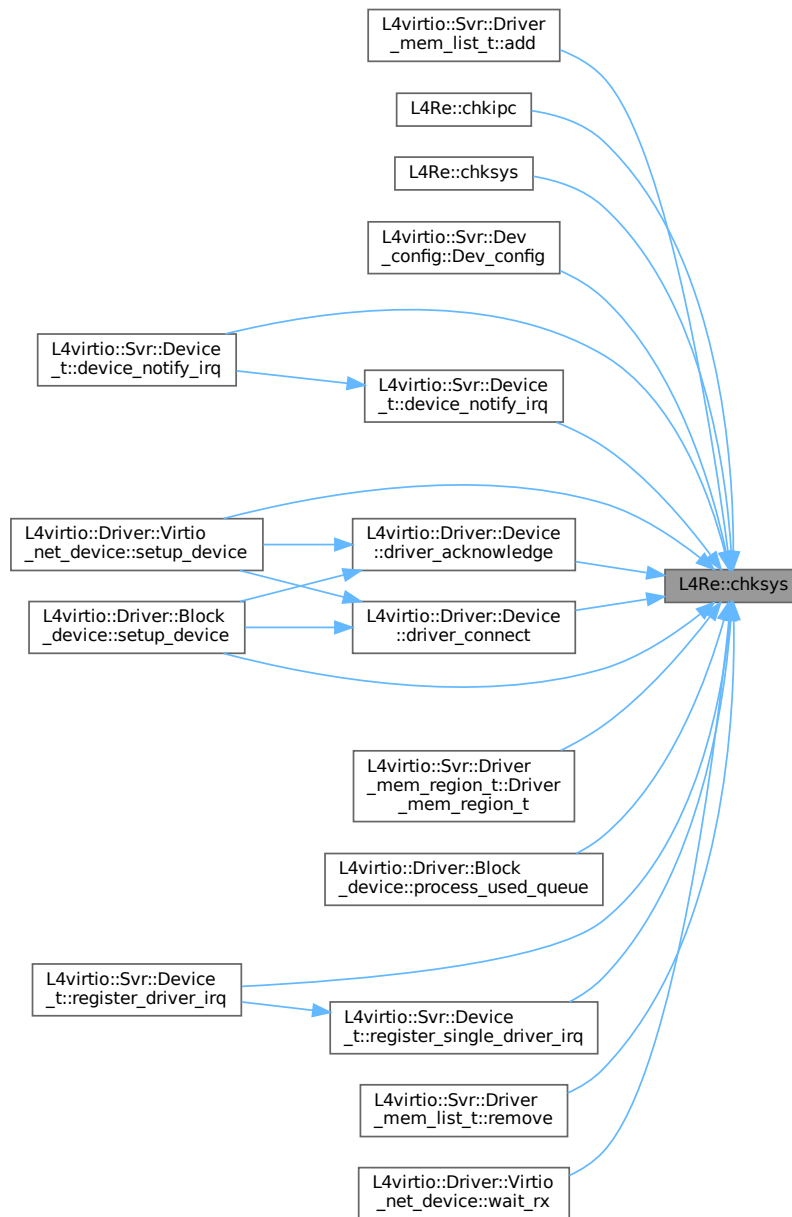 L4virtio::Svr::Driver
_mem_list_t::add
L4Re::chkipc
L4Re::chksys
L4virtio::Svr::Dev
_config::Dev_config
L4virtio::Svr::Device
_t::device_notify_irq
L4virtio::Svr::Device
_t::device_notify_irq
L4virtio::Driver::Virtio
_net_device::setup_device
L4virtio::Driver::Device
::driver_acknowledge
L4Re::chksys
L4virtio::Driver::Block
_device::setup_device
L4virtio::Driver::Device
::driver_connect
L4virtio::Svr::Driver
_mem_region_t::Driver
_mem_region_t
L4virtio::Driver::Block
_device::process_used_queue
L4virtio::Svr::Device
_t::register_driver_irq
L4virtio::Svr::Device
_t::register_single_driver_irq
L4virtio::Svr::Driver
_mem_list_t::remove
L4virtio::Driver::Virtio
_net_device::wait_rx